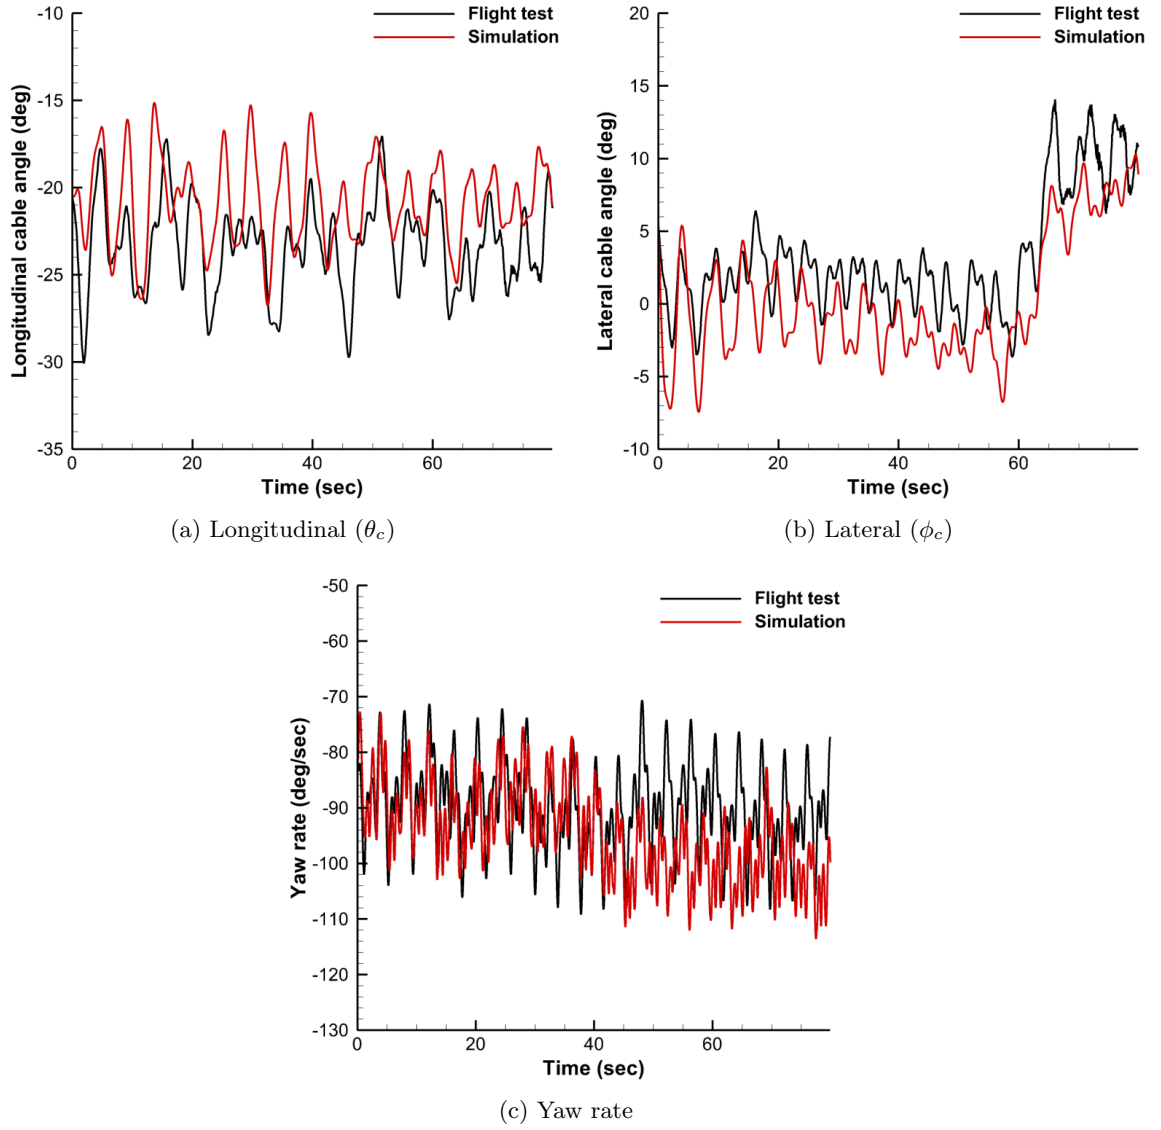 -10
-15
-20
-25
-30
-35
Longitudinal cable angle (deg)
Flight test
Simulation
0
20
40
60
Time (sec)
(a) Longitudinal (θc)
20
15
10
5
0
-5
-10
Lateral cable angle (deg)
Flight test
Simulation
0
20
40
60
Time (sec)
(b) Lateral (ϕc)
-50
-60
-70
-80
-90
-100
-110
-120
-130
Yaw rate (deg/sec)
Flight test
Simulation
0
20
40
60
Time (sec)
(c) Yaw rate